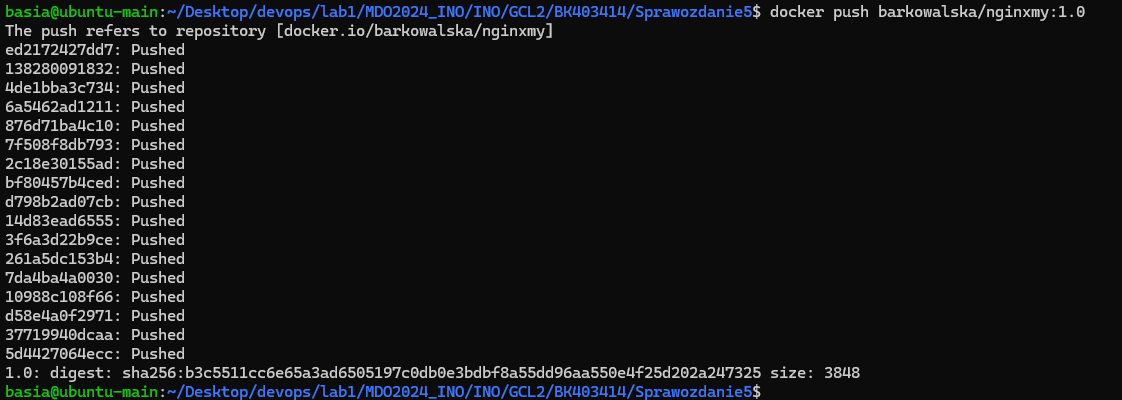 basia@ubuntu-main:~/Desktop/devops/lab1/MDO2024_INO/INO/GCL2/BK403414/Sprawozdanie5$ docker push barkowalska/nginxmy:1.0
The push refers to repository [docker.io/barkowalska/nginxmy]
ed2172427dd7: Pushed
138280091832: Pushed
4de1bba3c734: Pushed
6a5462ad1211: Pushed
876d71ba4c10: Pushed
7f508f8db793: Pushed
2c18e30155ad: Pushed
bf80457b4ced: Pushed
d798b2ad07cb: Pushed
14d83ead6555: Pushed
3f6a3d22b9ce: Pushed
261a5dc153b4: Pushed
7da4ba4a0030: Pushed
10988c108f66: Pushed
d58e4a0f2971: Pushed
37719940dcaa: Pushed
5d4427064ecc: Pushed
1.0: digest: sha256:b3c5511cc6e65a3ad6505197c0db0e3bdbf8a55dd96aa550e4f25d202a247325 size: 3848
basia@ubuntu-main:~/Desktop/devops/lab1/MDO2024_INO/INO/GCL2/BK403414/Sprawozdanie5$